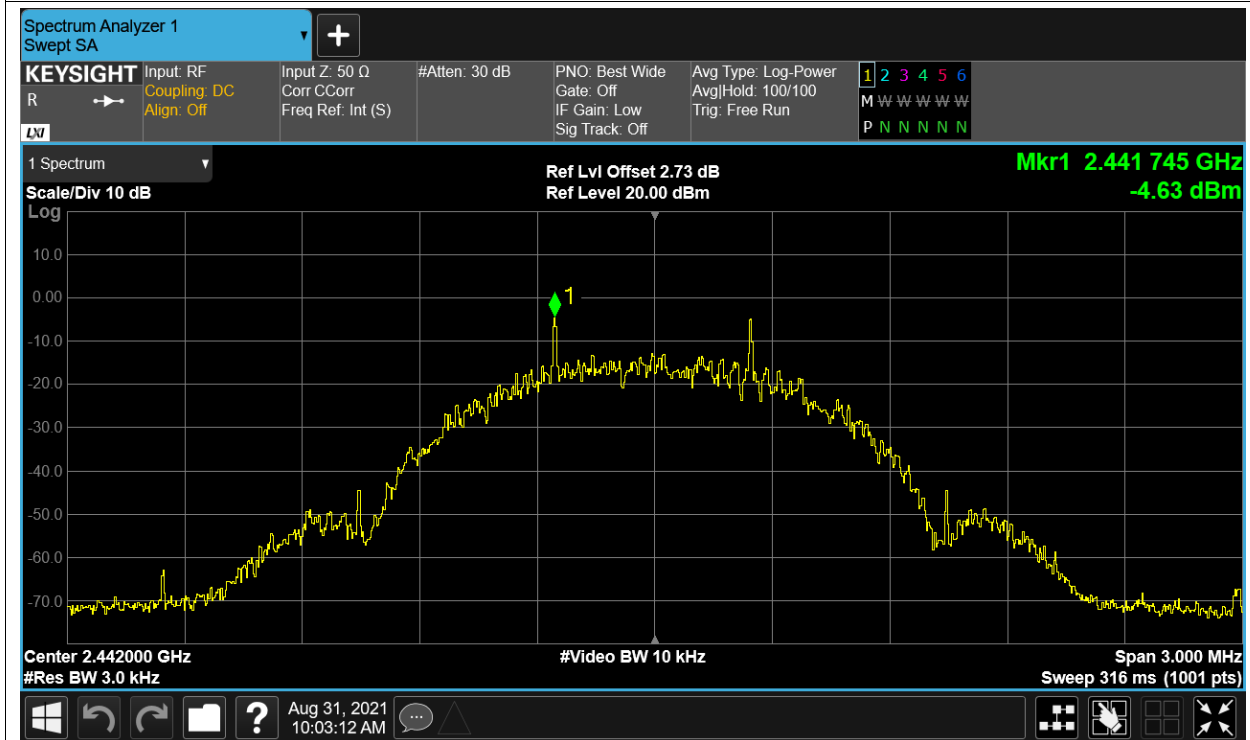 Spectrum Analyzer 1
Swept SA
+
KEYSIGHT
R
LXI
Input: RF
Coupling: DC
Align: Off
Input Z: 50 Ω
Corr CCorr
Freq Ref: Int (S)
#Atten: 30 dB
PNO: Best Wide
Gate: Off
IF Gain: Low
Sig Track: Off
Avg Type: Log-Power
Avg|Hold: 100/100
Trig: Free Run
1 2 3 4 5 6
M W W W W W
P N N N N N
1 Spectrum
Scale/Div 10 dB
Log
Ref Lvl Offset 2.73 dB
Ref Level 20.00 dBm
Mkr1 2.441 745 GHz
-4.63 dBm
10.0
0.00
-10.0
-20.0
-30.0
-40.0
-50.0
-60.0
-70.0
1
Center 2.442000 GHz
#Res BW 3.0 kHz
#Video BW 10 kHz
Span 3.000 MHz
Sweep 316 ms (1001 pts)
?
Aug 31, 2021
10:03:12 AM